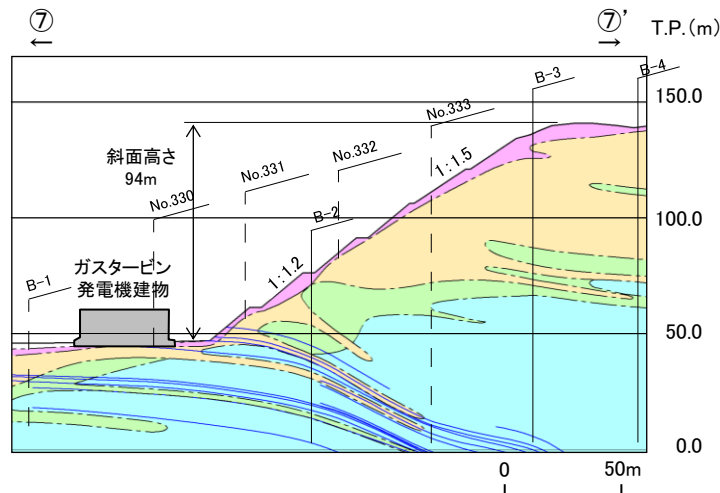 ⑦
←
⑦’
→
T.P.(m)
B-4
B-3
150.0
No.333
斜面高さ
94m
No.332
1:1.5
No.331
No.330
B-2
100.0
ガスタービン
発電機建物
B-1
1:1.2
50.0
0.0
0
50m